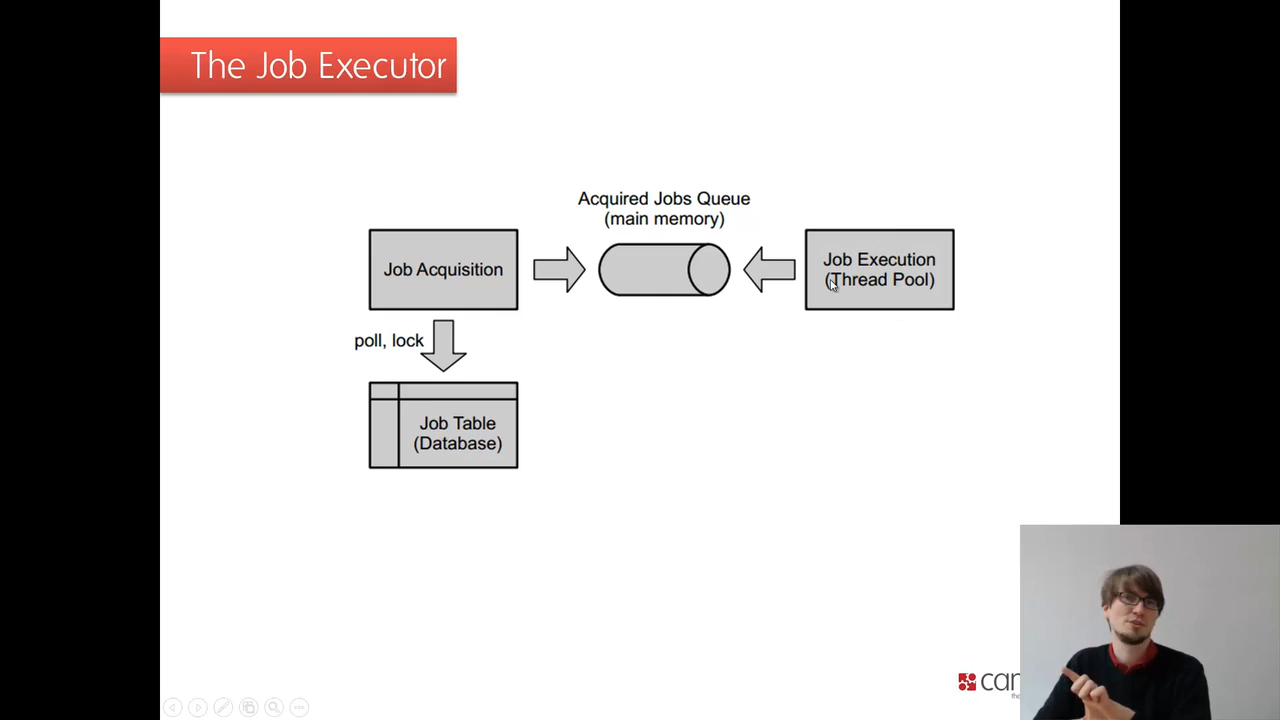 The Job Executor
Acquired Jobs Queue
(main memory)
Job Acquisition
Job Execution
(Thread Pool)
poll, lock
Job Table
(Database)